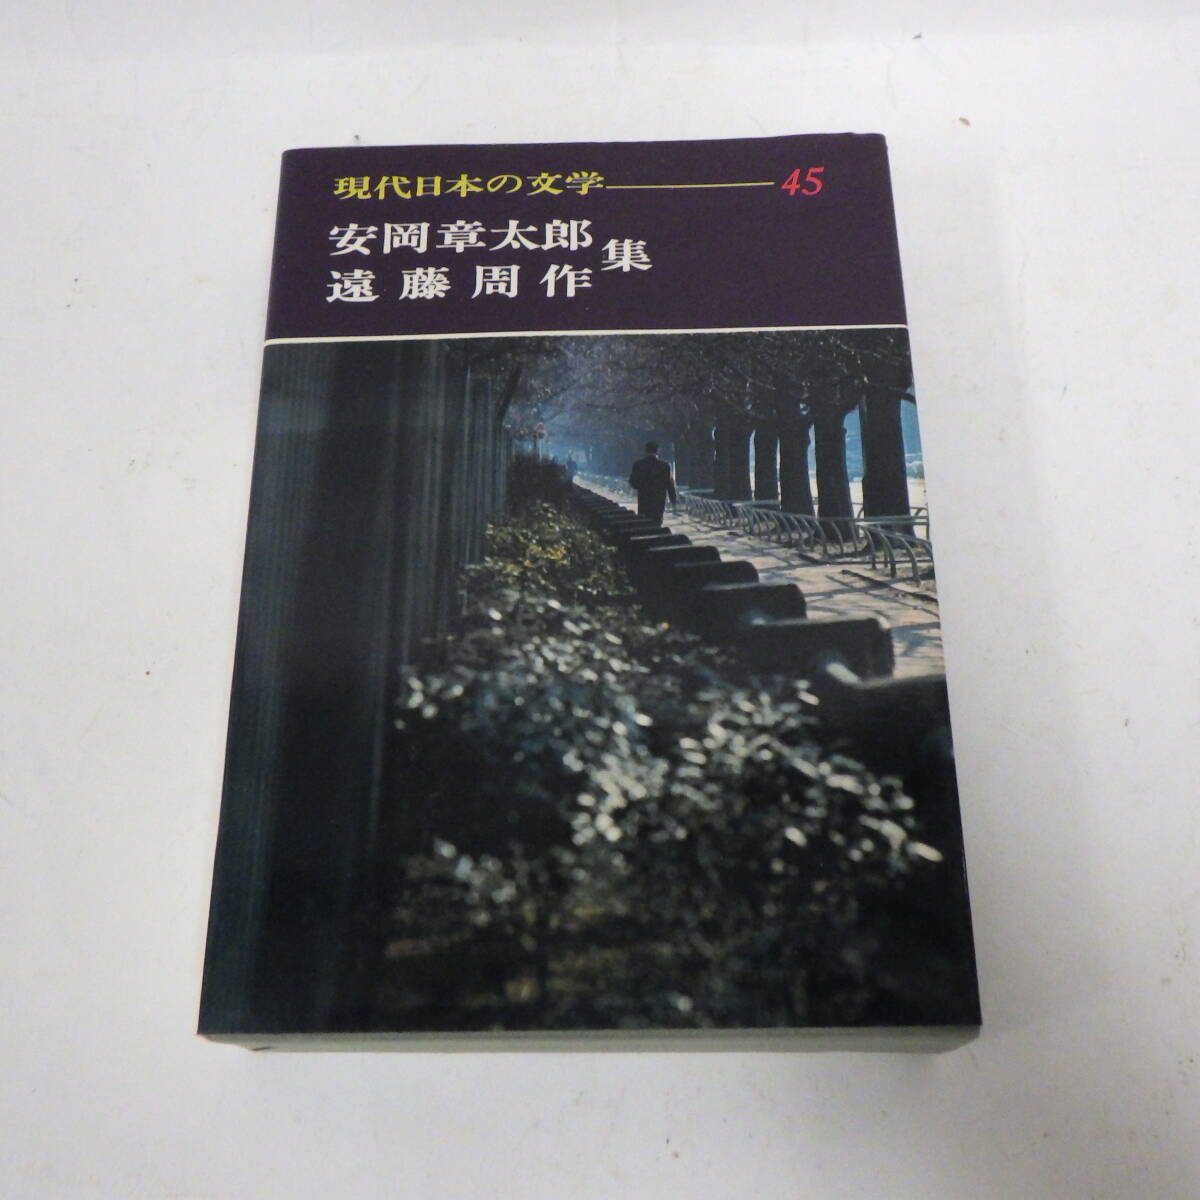 現代日本の文学 45
安岡章太郎
遠藤周作
集